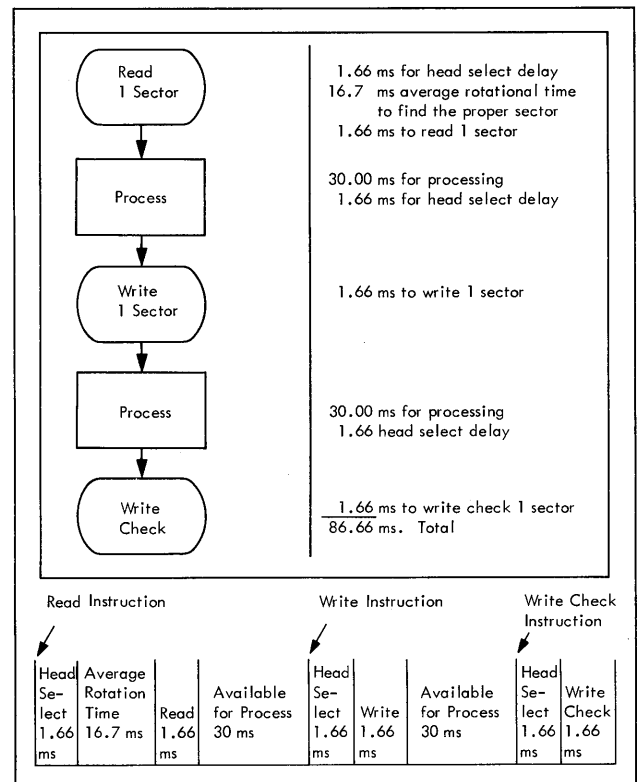 Read
1 Sector
1.66 ms for head select delay
16.7 ms average rotational time
to find the proper sector
1.66 ms to read 1 sector
Process
30.00 ms for processing
1.66 ms for head select delay
Write
1 Sector
1.66 ms to write 1 sector
Process
30.00 ms for processing
1.66 head select delay
Write
Check
1.66 ms to write check 1 sector
86.66 ms. Total
Read Instruction
Write Instruction
Write Check
Instruction
Head
Se-
lect
1.66
ms
Average
Rotation
Time
16.7 ms
Read
1.66
ms
Available
for Process
30 ms
Head
Se-
lect
1.66
ms
Write
1.66
ms
Available
for Process
30 ms
Head
Se-
lect
1.66
ms
Write
Check
1.66
ms